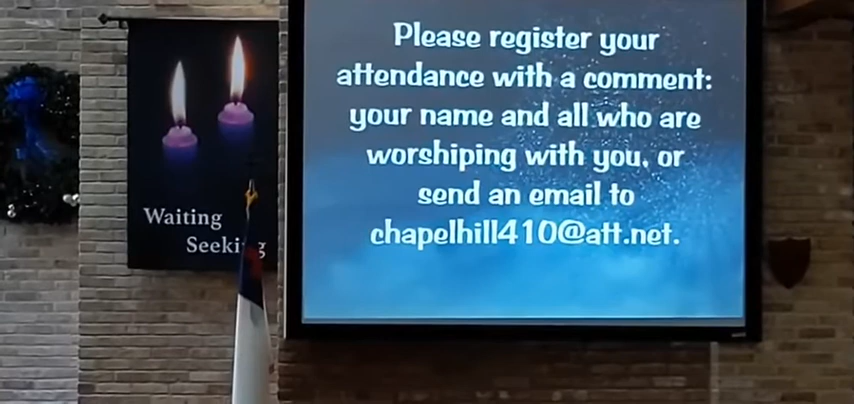 Please register your
attendance with a comment:
your name and all who are
worshiping with you, or
send an email to
chapelhill410@att.net.
Waiting
Seeking